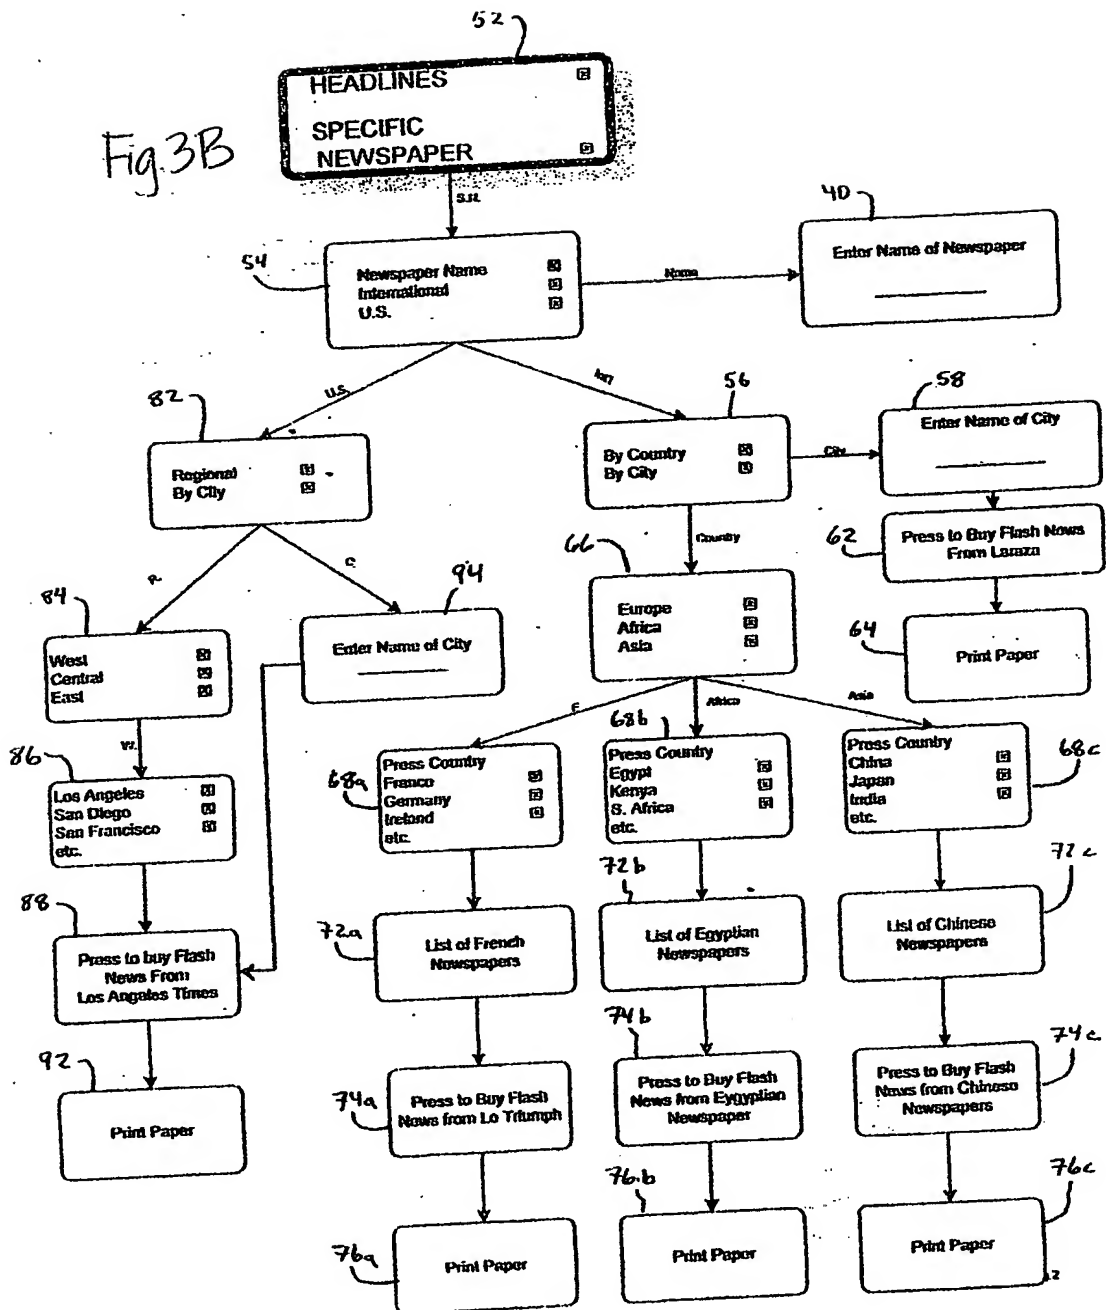 52
HEADLINES
SPECIFIC
NEWSPAPER
Fig. 3B
S.N.
40
Enter Name of Newspaper
54
Newspaper Name
International
U.S.
Name
U.S.
Int'l
82
Regional
By City
56
By Country
By City
City
58
Enter Name of City
Country
62
Press to Buy Flash News
From Laraza
66
Europe
Africa
Asia
64
Print Paper
R.
C.
84
West
Central
East
94
Enter Name of City
W.
E
Africa
Asia
86
Los Angeles
San Diego
San Francisco
etc.
68a
Press Country
France
Germany
Ireland
etc.
68b
Press Country
Egypt
Kenya
S. Africa
etc.
68c
Press Country
China
Japan
India
etc.
88
Press to buy Flash
News From
Los Angeles Times
72a
List of French
Newspapers
72b
List of Egyptian
Newspapers
72c
List of Chinese
Newspapers
92
Print Paper
74a
Press to Buy Flash
News from Le Triumph
74b
Press to Buy Flash
News from Eygyptian
Newspaper
74c
Press to Buy Flash
News from Chinese
Newspapers
76a
Print Paper
76.b
Print Paper
76c
Print Paper